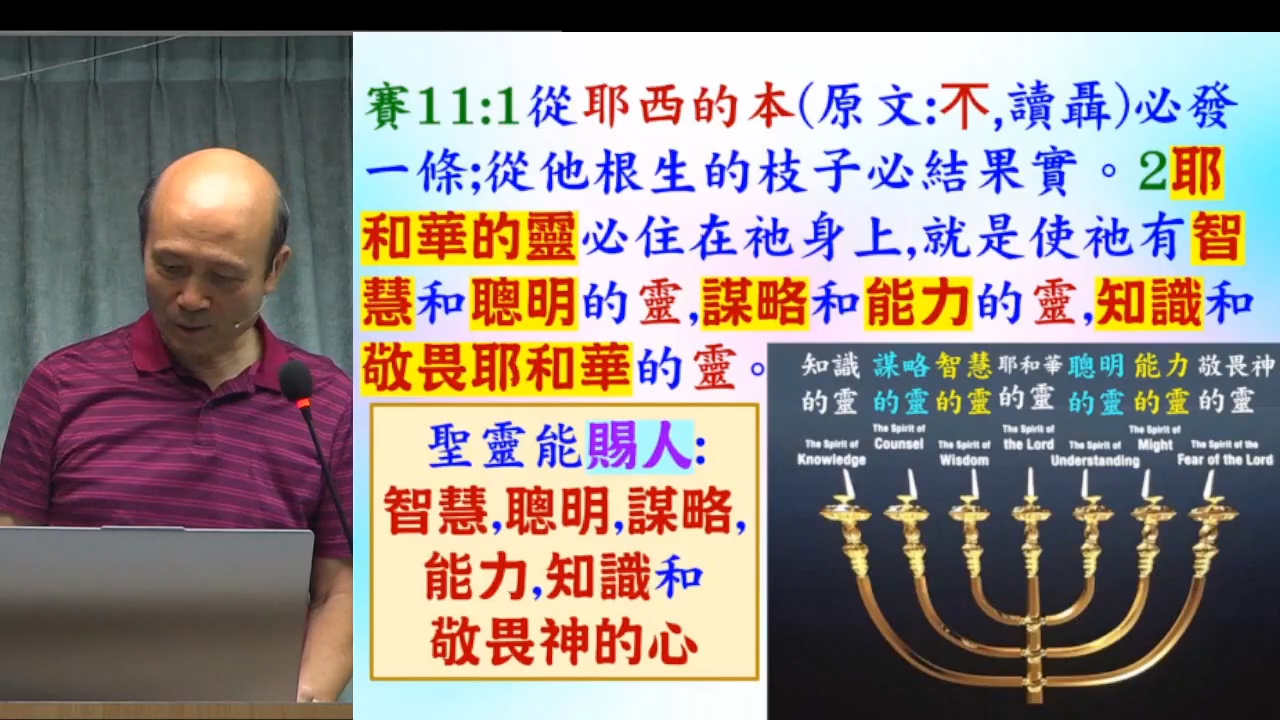 賽11:1從耶西的本(原文:不,讀聶)必發
一條;從他根生的枝子必結果實。2耶
和華的靈必住在祂身上,就是使祂有智
慧和聰明的靈,謀略和能力的靈,知識和
敬畏耶和華的靈。
聖靈能賜人:
智慧,聰明,謀略,
能力,知識和
敬畏神的心
知識 謀略 智慧 耶和華 聰明 能力 敬畏神
的靈 的靈 的靈 的靈 的靈 的靈 的靈
The Spirit of Knowledge
The Spirit of Counsel
The Spirit of Wisdom
The Spirit of the Lord
The Spirit of Understanding
The Spirit of Might
The Spirit of the Fear of the Lord